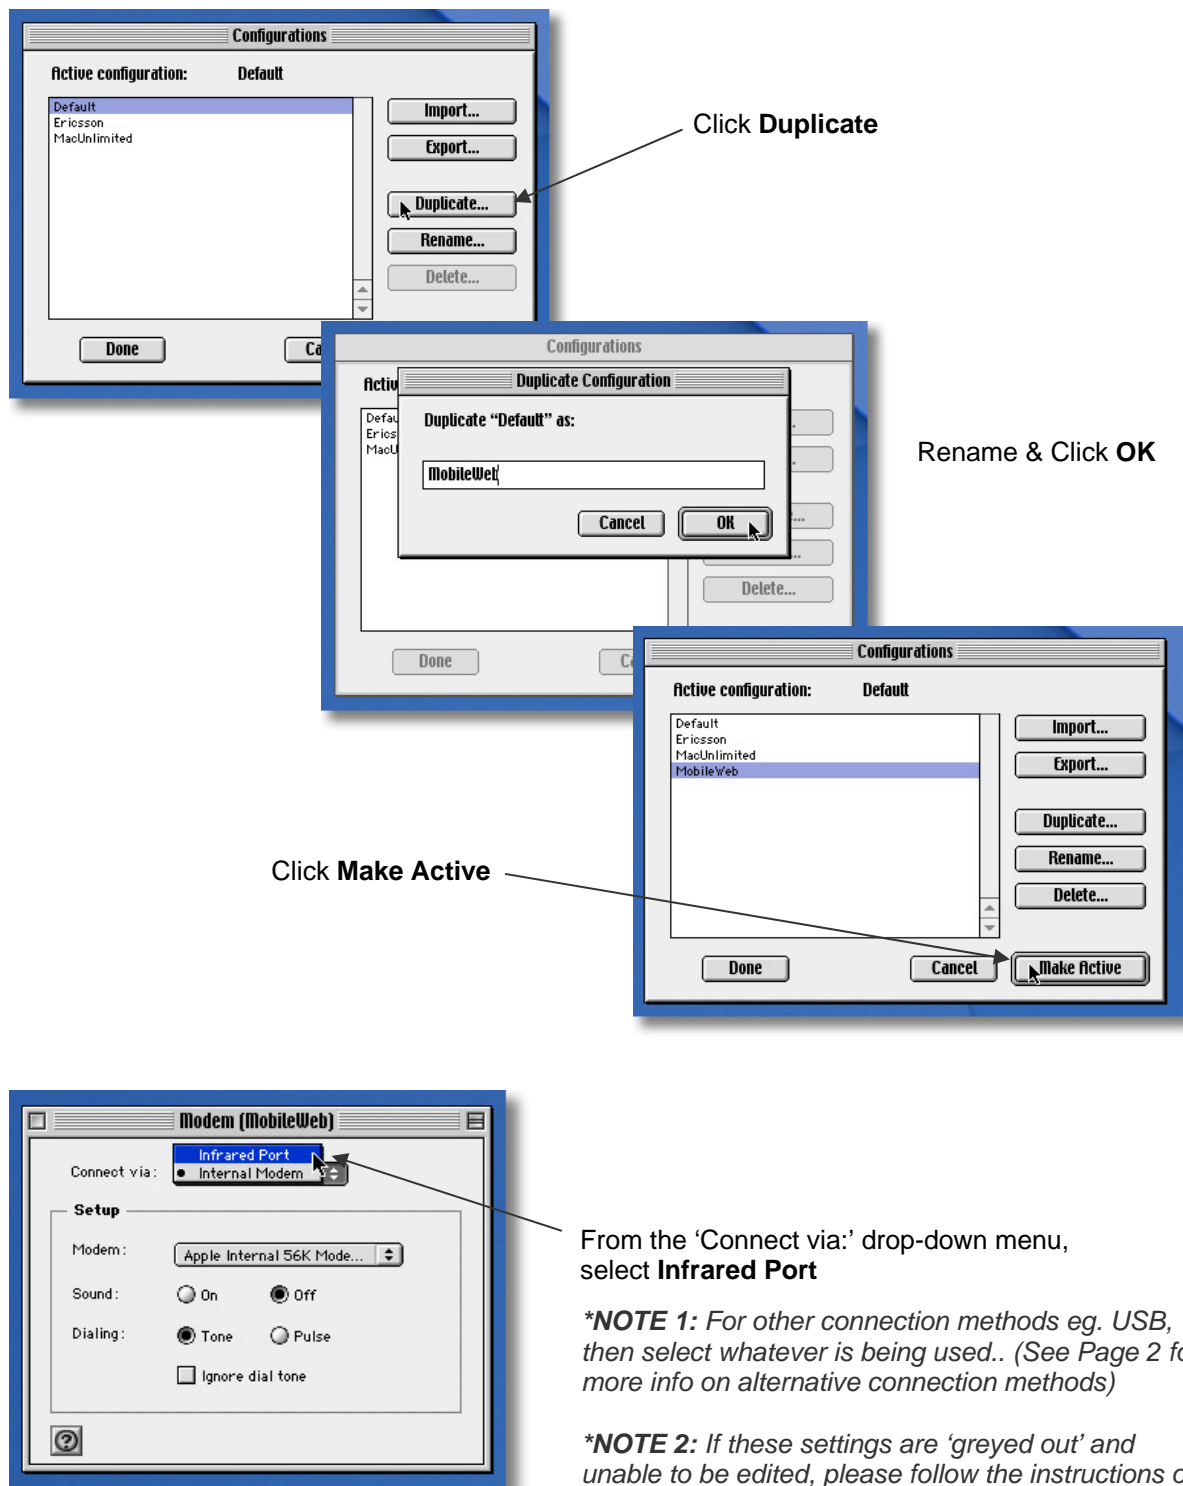 Configurations
Active configuration: Default
Default
Ericsson
MacUnlimited
Import...
Export...
Duplicate...
Rename...
Delete...
Done
Click Duplicate
Configurations
Duplicate Configuration
Duplicate “Default” as:
MobileWeb
Cancel OK
Delete...
Done
Rename & Click OK
Configurations
Active configuration: Default
Default
Ericsson
MacUnlimited
MobileWeb
Import...
Export...
Duplicate...
Rename...
Delete...
Done Cancel Make Active
Click Make Active
Modem (MobileWeb)
Infrared Port
Connect via: • Internal Modem
Setup
Modem: Apple Internal 56K Mode...
Sound: On Off
Dialing: Tone Pulse
Ignore dial tone
?
From the ‘Connect via:’ drop-down menu,
select Infrared Port
*NOTE 1: For other connection methods eg. USB,
then select whatever is being used.. (See Page 2
more info on alternative connection methods)
*NOTE 2: If these settings are ‘greyed out’ and
unable to be edited, please follow the instructions